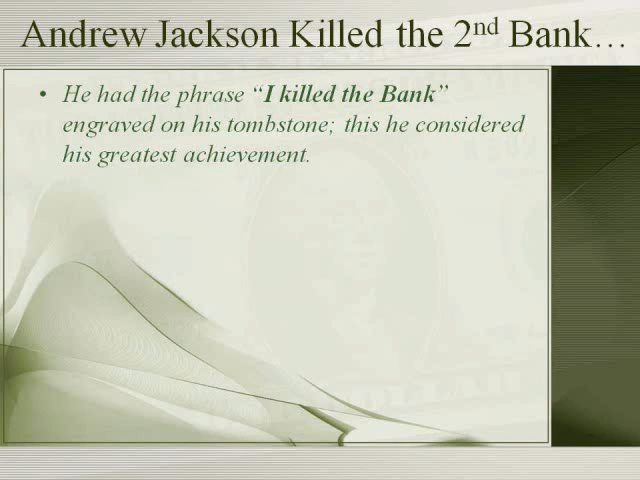 Andrew Jackson Killed the 2nd Bank…
• He had the phrase “I killed the Bank”
engraved on his tombstone; this he considered
his greatest achievement.